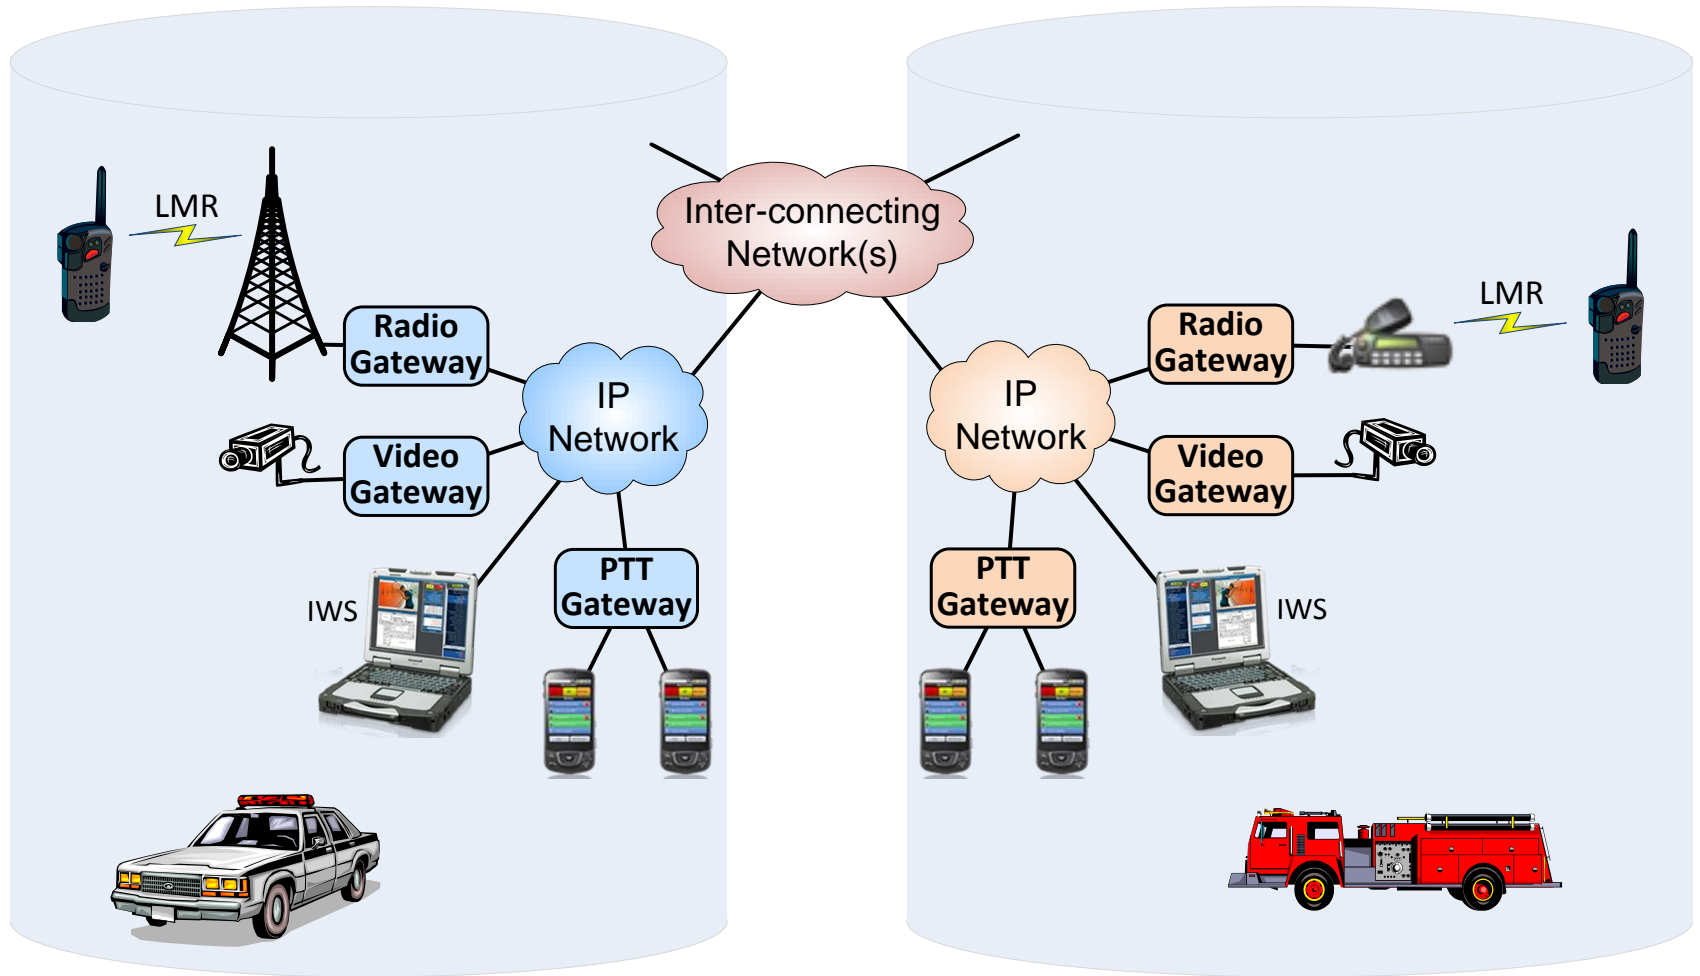 Inter-connecting
Network(s)
LMR
Radio
Gateway
IP
Network
Video
Gateway
IWS
PTT
Gateway
LMR
Radio
Gateway
IP
Network
Video
Gateway
PTT
Gateway
IWS